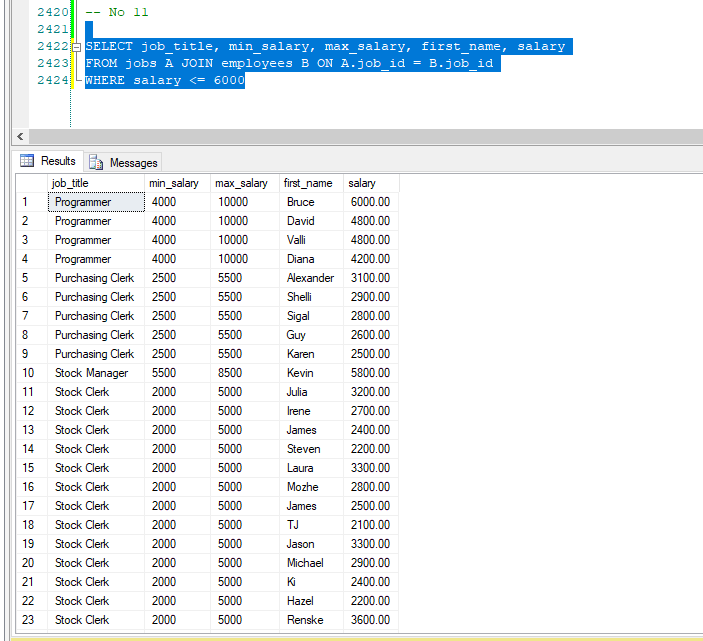 2420 -- No 11
2421
2422 SELECT job_title, min_salary, max_salary, first_name, salary
2423 FROM jobs A JOIN employees B ON A.job_id = B.job_id
2424 WHERE salary <= 6000
Results Messages
job_title min_salary max_salary first_name salary
1 Programmer 4000 10000 Bruce 6000.00
2 Programmer 4000 10000 David 4800.00
3 Programmer 4000 10000 Valli 4800.00
4 Programmer 4000 10000 Diana 4200.00
5 Purchasing Clerk 2500 5500 Alexander 3100.00
6 Purchasing Clerk 2500 5500 Shelli 2900.00
7 Purchasing Clerk 2500 5500 Sigal 2800.00
8 Purchasing Clerk 2500 5500 Guy 2600.00
9 Purchasing Clerk 2500 5500 Karen 2500.00
10 Stock Manager 5500 8500 Kevin 5800.00
11 Stock Clerk 2000 5000 Julia 3200.00
12 Stock Clerk 2000 5000 Irene 2700.00
13 Stock Clerk 2000 5000 James 2400.00
14 Stock Clerk 2000 5000 Steven 2200.00
15 Stock Clerk 2000 5000 Laura 3300.00
16 Stock Clerk 2000 5000 Mozhe 2800.00
17 Stock Clerk 2000 5000 James 2500.00
18 Stock Clerk 2000 5000 TJ 2100.00
19 Stock Clerk 2000 5000 Jason 3300.00
20 Stock Clerk 2000 5000 Michael 2900.00
21 Stock Clerk 2000 5000 Ki 2400.00
22 Stock Clerk 2000 5000 Hazel 2200.00
23 Stock Clerk 2000 5000 Renske 3600.00